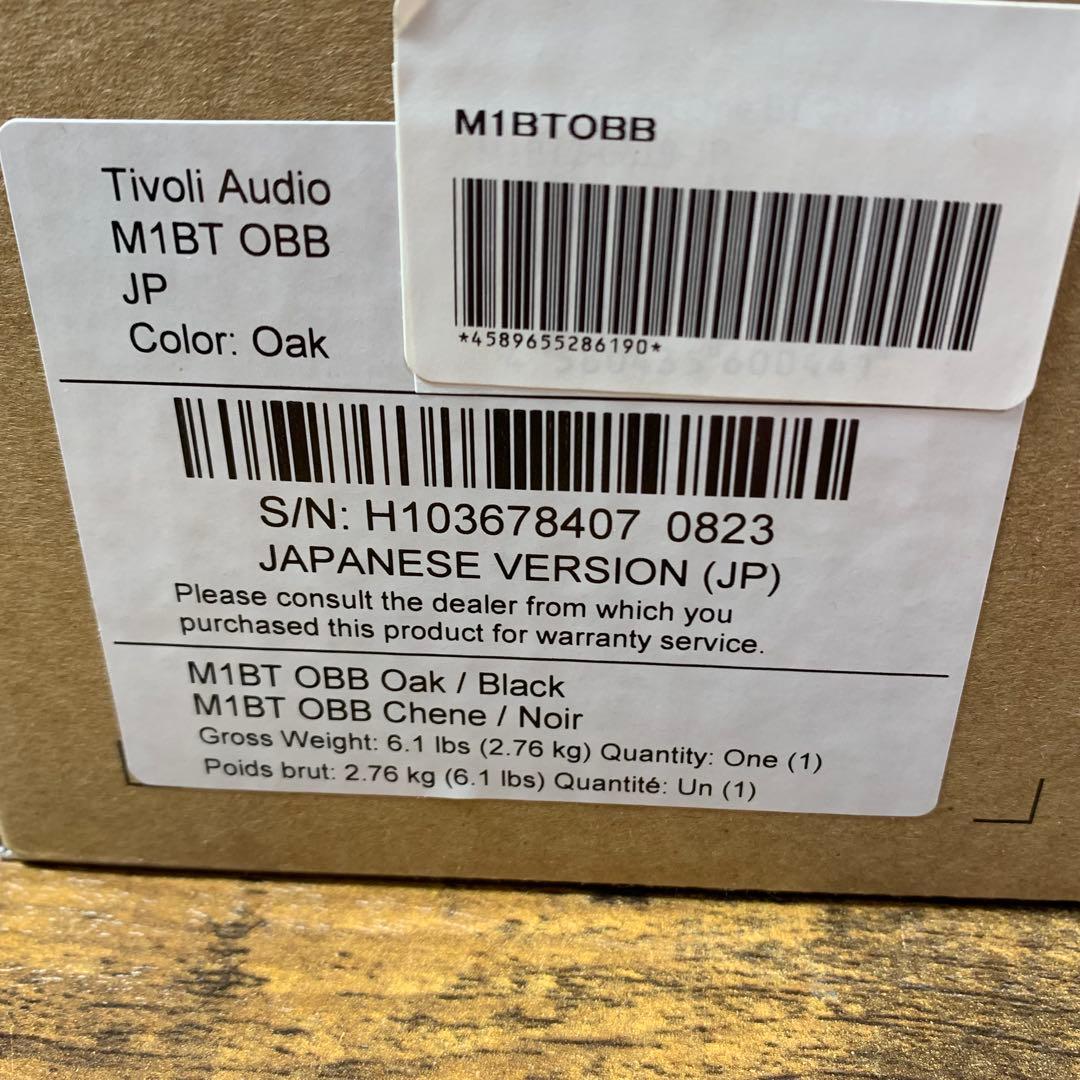 M1BTOBB
*4589655286190*
Tivoli Audio
M1BT OBB
JP
Color: Oak
S/N: H103678407 0823
JAPANESE VERSION (JP)
Please consult the dealer from which you
purchased this product for warranty service.
M1BT OBB Oak / Black
M1BT OBB Chene / Noir
Gross Weight: 6.1 lbs (2.76 kg) Quantity: One (1)
Poids brut: 2.76 kg (6.1 lbs) Quantité: Un (1)